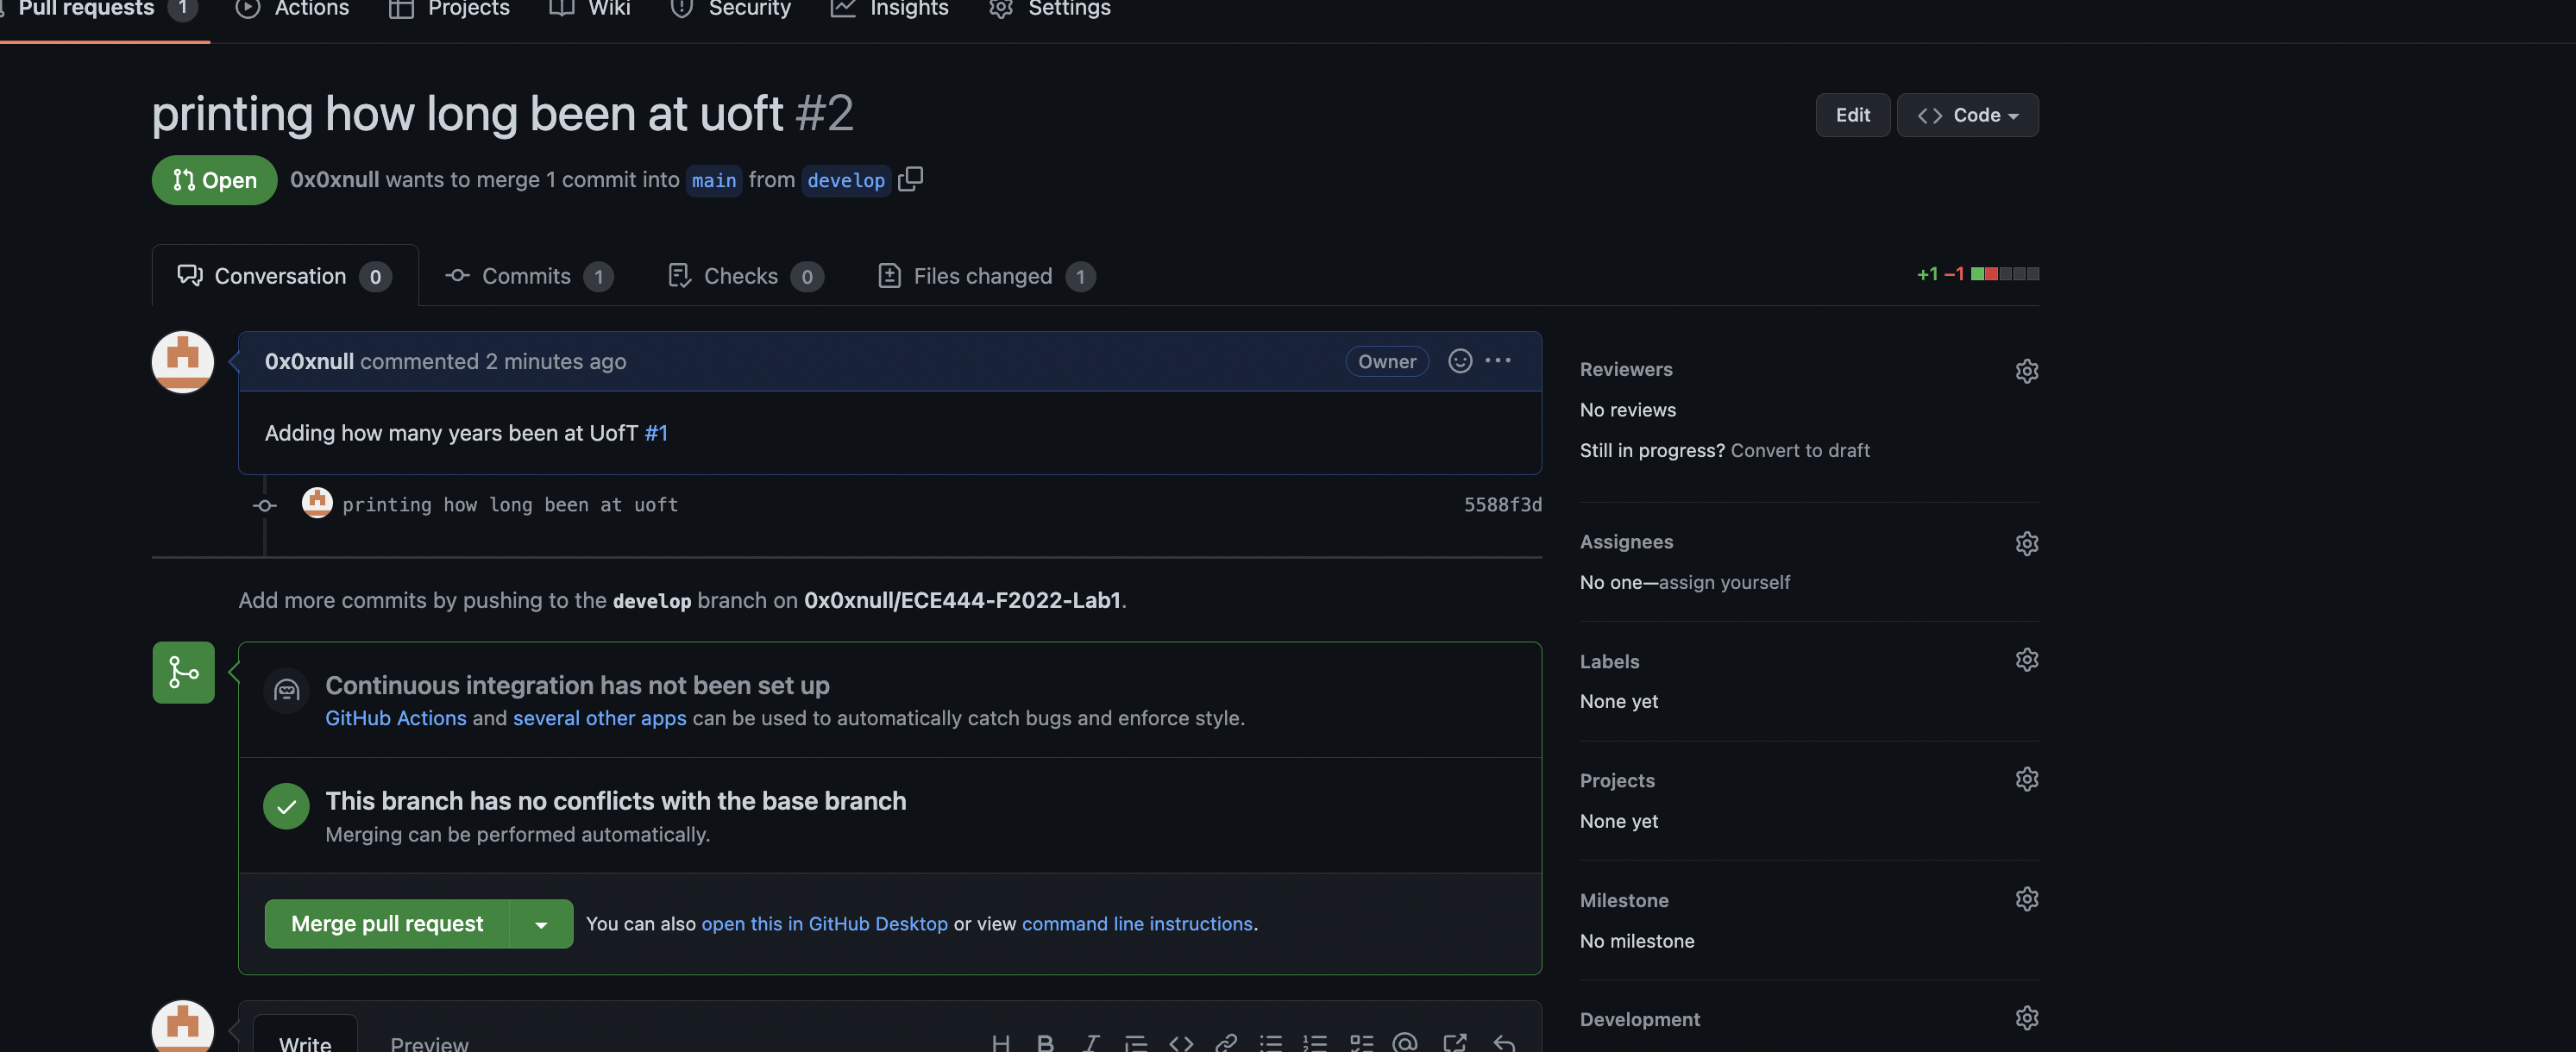 Pull requests 1 Actions Projects Wiki Security Insights Settings
printing how long been at uoft #2
Edit Code
Open 0x0xnull wants to merge 1 commit into main from develop
Conversation 0 Commits 1 Checks 0 Files changed 1
+1 −1
0x0xnull commented 2 minutes ago Owner
Adding how many years been at UofT #1
printing how long been at uoft 5588f3d
Add more commits by pushing to the develop branch on 0x0xnull/ECE444-F2022-Lab1.
Continuous integration has not been set up
GitHub Actions and several other apps can be used to automatically catch bugs and enforce style.
This branch has no conflicts with the base branch
Merging can be performed automatically.
Merge pull request You can also open this in GitHub Desktop or view command line instructions.
Write Preview
Reviewers
No reviews
Still in progress? Convert to draft
Assignees
No one—assign yourself
Labels
None yet
Projects
None yet
Milestone
No milestone
Development